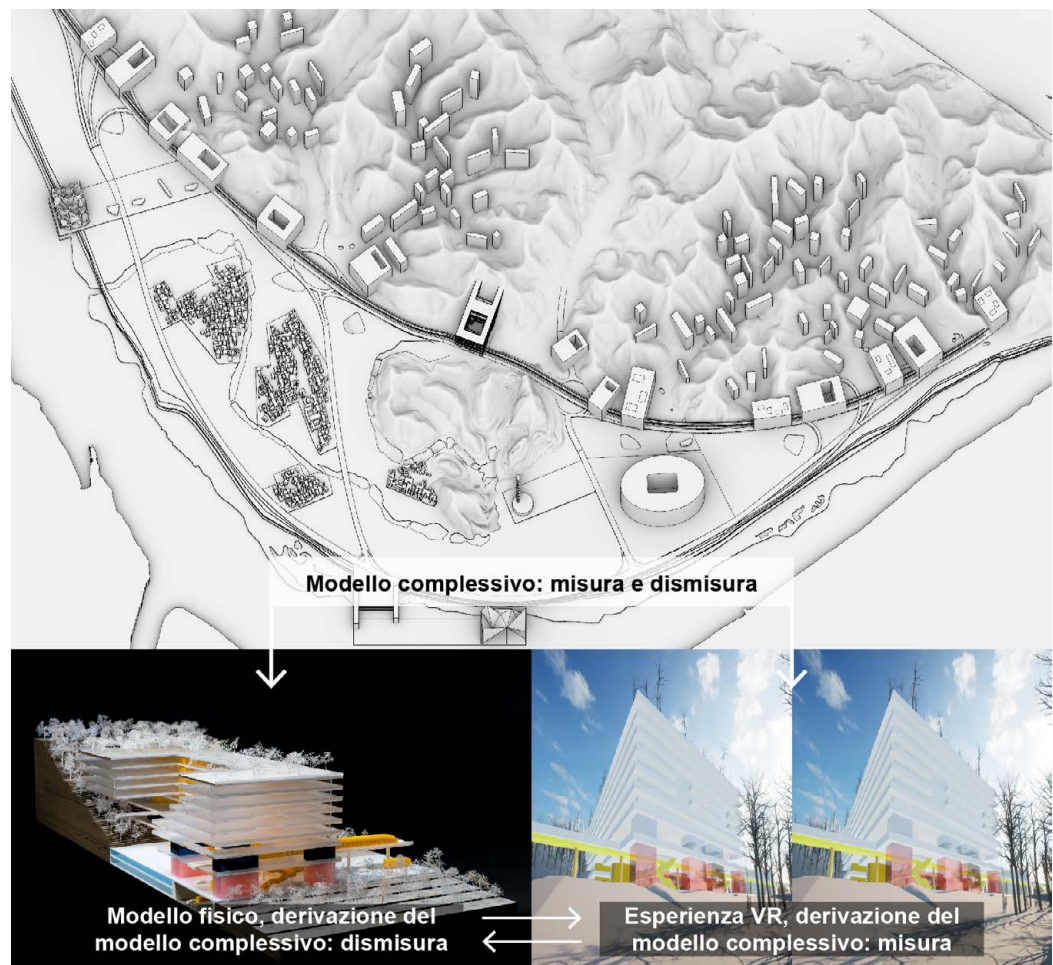 Modello complessivo: misura e dismisura
Modello fisico, derivazione del
modello complessivo: dismisura
Esperienza VR, derivazione del
modello complessivo: misura